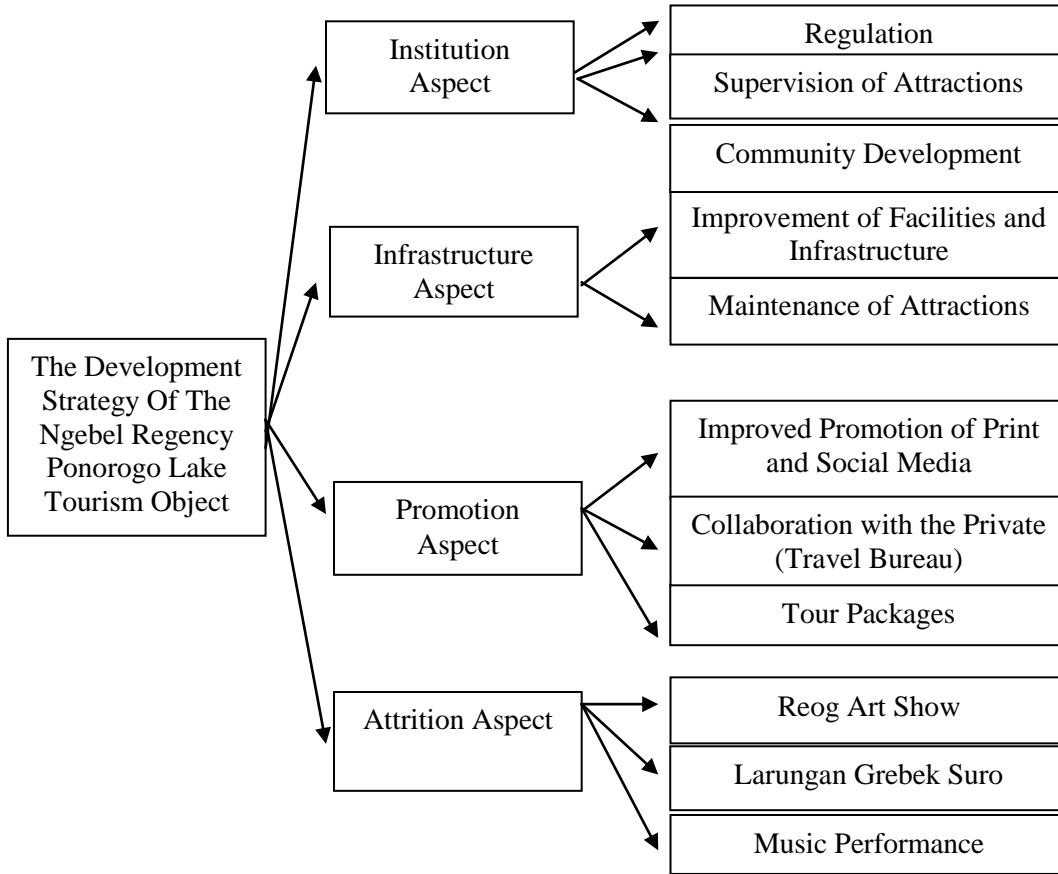 The Development
Strategy Of The
Ngebel Regency
Ponorogo Lake
Tourism Object
Institution
Aspect
Regulation
Supervision of Attractions
Community Development
Infrastructure
Aspect
Improvement of Facilities and
Infrastructure
Maintenance of Attractions
Promotion
Aspect
Improved Promotion of Print
and Social Media
Collaboration with the Private
(Travel Bureau)
Tour Packages
Attrition Aspect
Reog Art Show
Larungan Grebek Suro
Music Performance